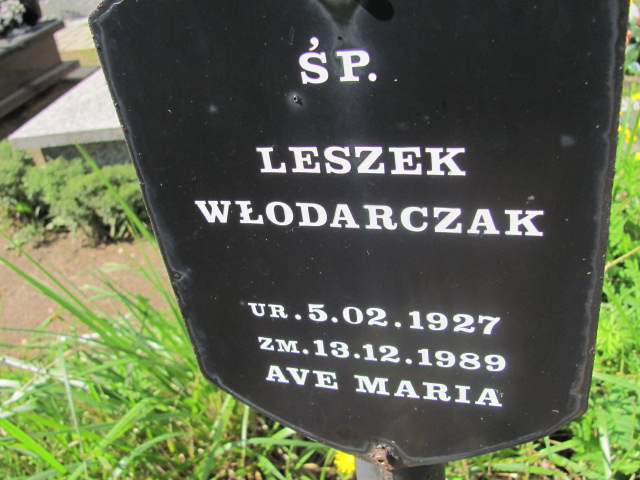 ŚP.
LESZEK
WŁODARCZAK
UR.5.02.1927
ZM.13.12.1989
AVE MARIA